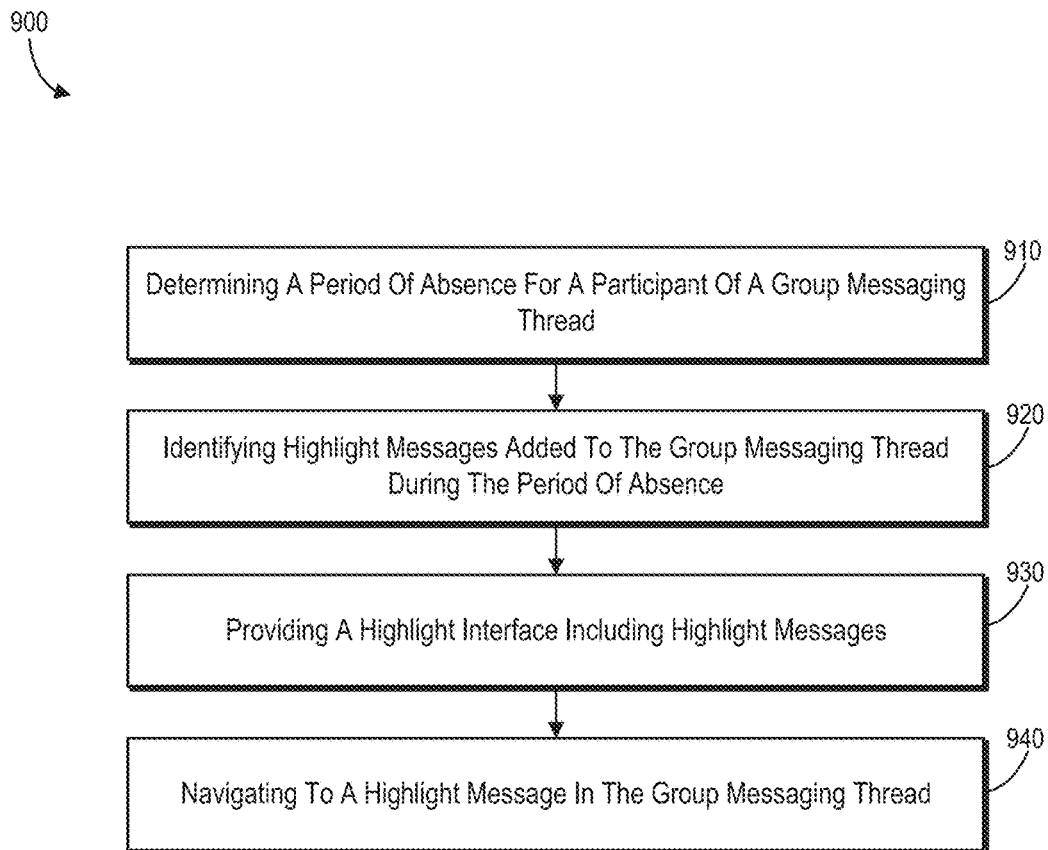 900
Determining A Period Of Absence For A Participant Of A Group Messaging
Thread
910
Identifying Highlight Messages Added To The Group Messaging Thread
During The Period Of Absence
920
Providing A Highlight Interface Including Highlight Messages
930
Navigating To A Highlight Message In The Group Messaging Thread
940